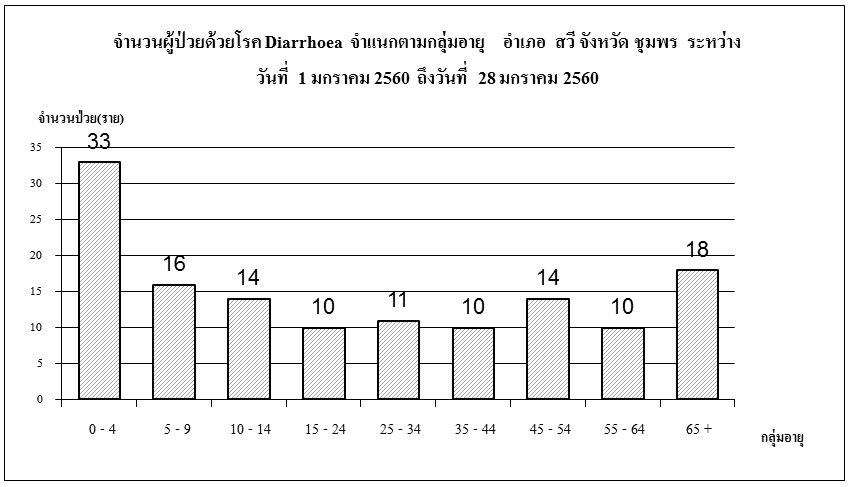 จำนวนผู้ป่วยด้วยโรค Diarrhoea จำแนกตามกลุ่มอายุ อำเภอ สวี จังหวัด ชุมพร ระหว่าง
วันที่ 1 มกราคม 2560 ถึงวันที่ 28 มกราคม 2560
จำนวนป่วย(ราย)
35
30
25
20
15
10
5
0
33
16
14
10
11
10
14
10
18
0 - 4
5 - 9
10 - 14
15 - 24
25 - 34
35 - 44
45 - 54
55 - 64
65 +
กลุ่มอายุ